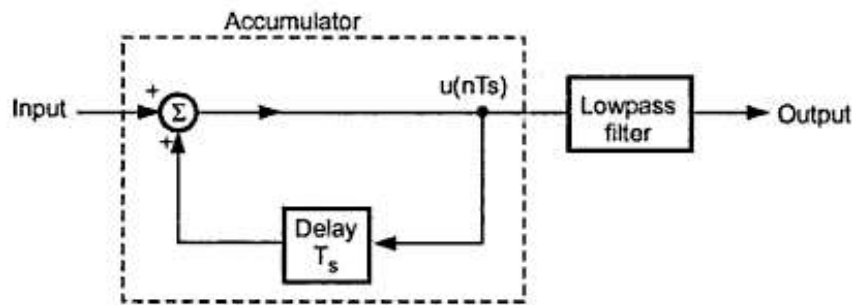 Accumulator
Input
+
Σ
+
u(nTs)
Lowpass
filter
Output
Delay
Ts